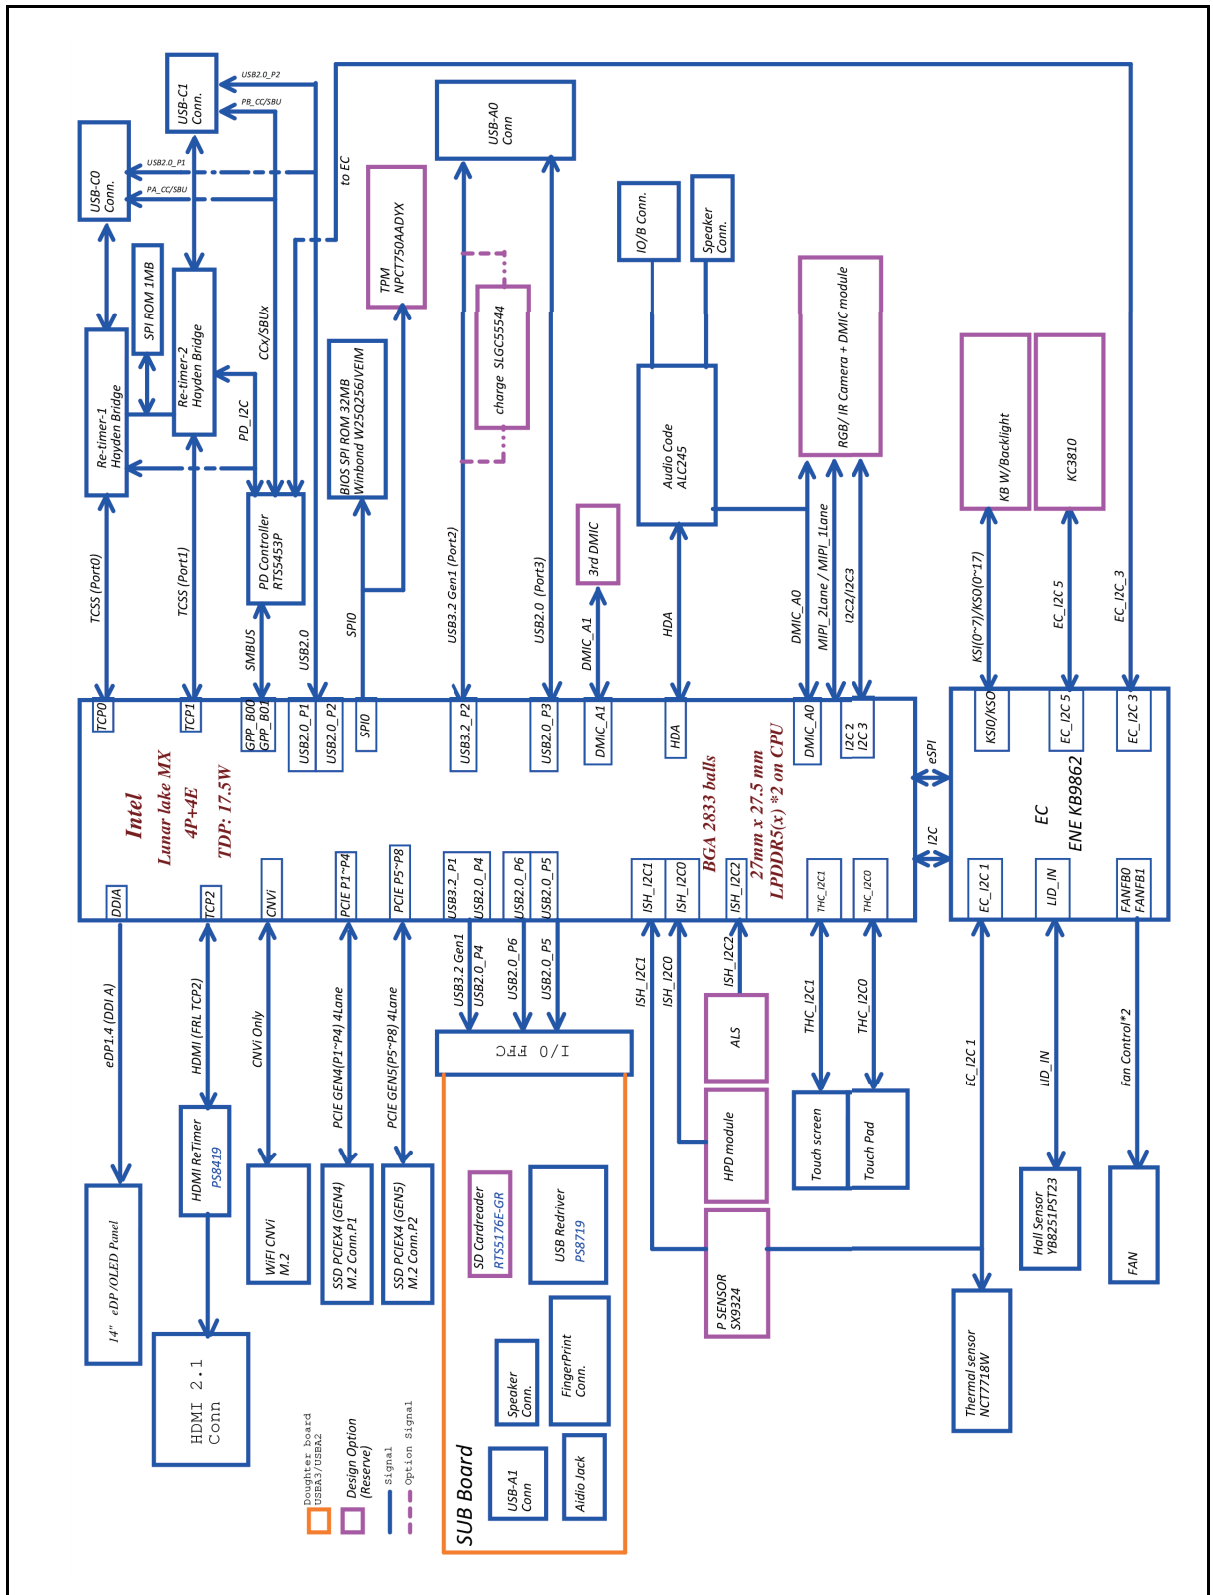 14" eDP/OLED Panel
eDP1.4 (DDI A)
DDIA
HDMI 2.1
Conn
HDMI ReTimer
PS8419
HDMI (FRL TCP2)
TCP2
WiFI CNVi
M.2
CNVi Only
CNVi
SSD PCIEX4 (GEN4)
M.2 Conn.P1
PCIE GEN4(P1~P4) 4Lane
PCIE P1~P4
SSD PCIEX4 (GEN5)
M.2 Conn.P2
PCIE GEN5(P5~P8) 4Lane
PCIE P5~P8
Doughter board
USBA3/USBA2
Design Option
(Reserve)
Signal
Option Signal
SUB Board
USB-A1
Conn
Aidio Jack
Speaker
Conn.
FingerPrint
Conn.
SD Cardreader
RTS5176E-GR
USB Redriver
PS8719
I/O FFC
USB3.2 Gen1
USB2.0_P4
USB2.0_P6
USB2.0_P5
USB3.2_P1
USB2.0_P4
USB2.0_P6
USB2.0_P5
P SENSOR
SX9324
HPD module
ALS
ISH_I2C1
ISH_I2C0
ISH_I2C2
ISH_I2C1
ISH_I2C0
ISH_I2C2
Touch screen
Touch Pad
THC_I2C1
THC_I2C0
THC_I2C1
THC_I2C0
Intel
Lunar lake MX
4P+4E
TDP: 17.5W
BGA 2833 balls
27mm x 27.5 mm
LPDDR5(x) *2 on CPU
TCP0
TCP1
GPP_B00
GPP_B01
USB2.0_P1
USB2.0_P2
SPI0
USB3.2_P2
USB2.0_P3
DMIC_A1
HDA
DMIC_A0
I2C 2
I2C 3
TCSS (Port0)
TCSS (Port1)
SMBUS
USB2.0
SPI0
USB3.2 Gen1 (Port2)
USB2.0 (Port3)
DMIC_A1
HDA
DMIC_A0
MIPI_2Lane / MIPI_1Lane
I2C2/I2C3
Re-timer-1
Hayden Bridge
SPI ROM 1MB
Re-timer-2
Hayden Bridge
PD_I2C
CCx/SBUx
PD Controller
RTS5453P
USB-C0
Conn.
USB-C1
Conn.
USB2.0_P2
PB_CC/SBU
USB2.0_P1
PA_CC/SBU
to EC
BIOS SPI ROM 32MB
Winbond W25Q256JVEIM
TPM
NPCT750AADYX
charge SLGC55544
USB-A0
Conn
3rd DMIC
Audio Code
ALC245
IO/B Conn.
Speaker
Conn.
RGB/ IR Camera + DMIC module
I2C
eSPI
EC
ENE KB9862
EC_I2C 1
LID_IN
FANFB0
FANFB1
KSI0/KSO
EC_I2C 5
EC_I2C 3
KSI(0~7)/KSO(0~17)
EC_I2C 5
EC_I2C_3
KB W/Backlight
KC3810
EC_I2C 1
LID_IN
Fan Control*2
Thermal sensor
NCT7718W
Hall Sensor
YB8251PST23
FAN